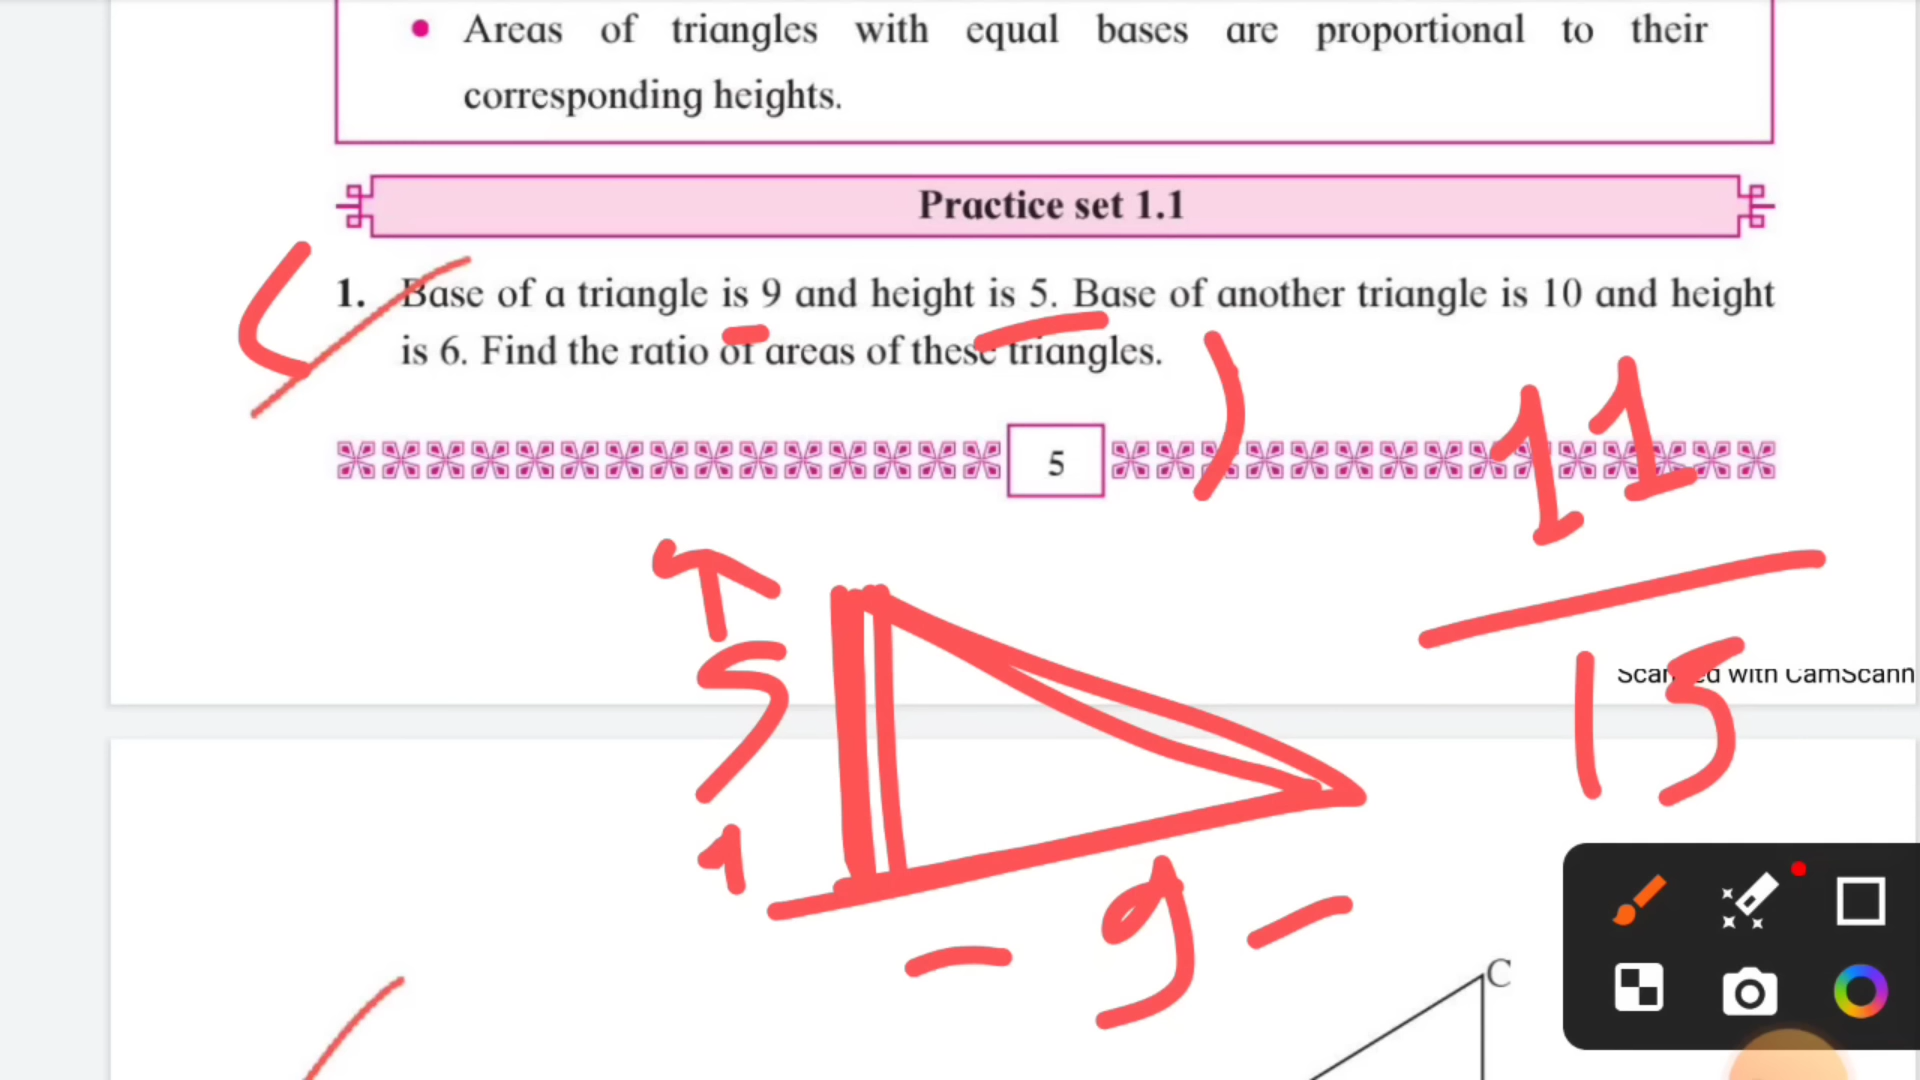 • Areas of triangles with equal bases are proportional to their
corresponding heights.
Practice set 1.1
1. Base of a triangle is 9 and height is 5. Base of another triangle is 10 and height
is 6. Find the ratio of areas of these triangles.
5
11
15
5
9
C